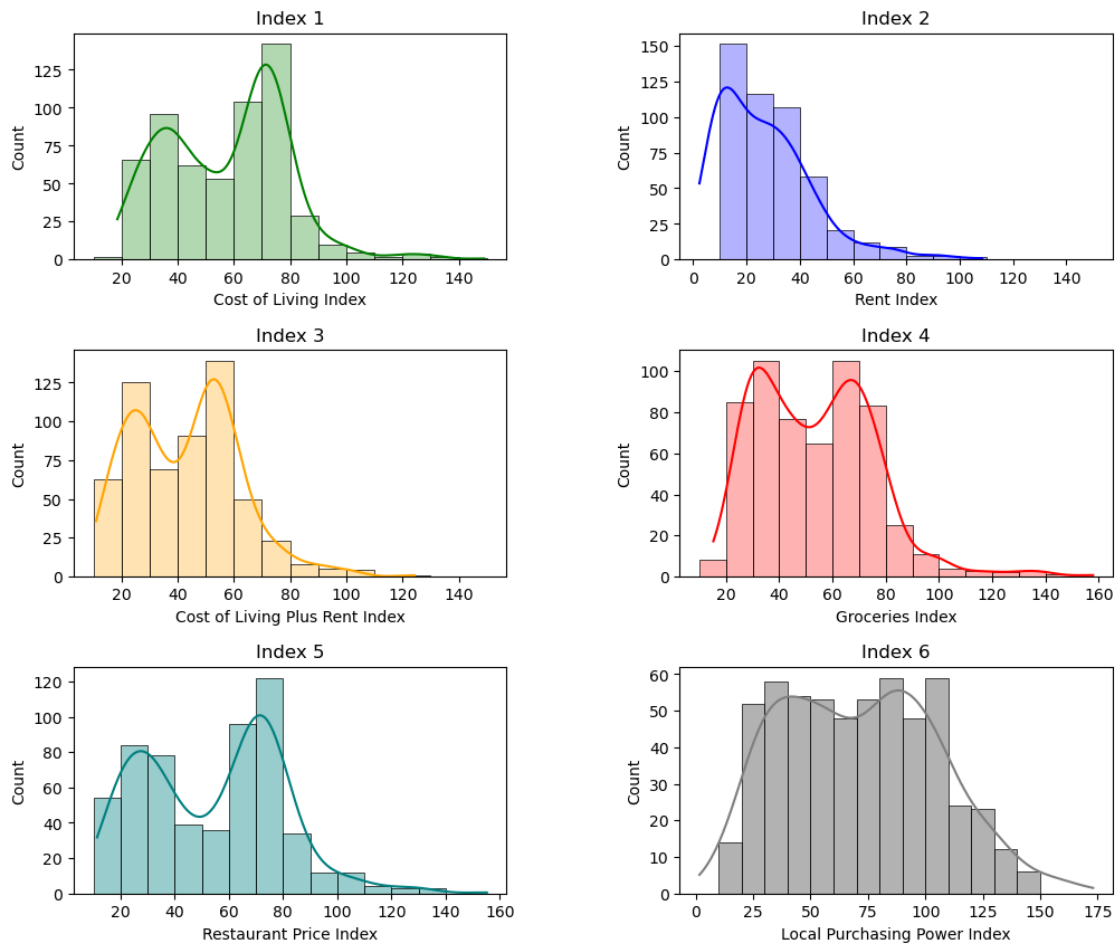 Index 1
125
100
75
50
25
0
Count
20 40 60 80 100 120 140
Cost of Living Index
Index 2
150
125
100
75
50
25
0
Count
0 20 40 60 80 100 120 140
Rent Index
Index 3
125
100
75
50
25
0
Count
20 40 60 80 100 120 140
Cost of Living Plus Rent Index
Index 4
100
80
60
40
20
0
Count
20 40 60 80 100 120 140 160
Groceries Index
Index 5
120
100
80
60
40
20
0
Count
20 40 60 80 100 120 140 160
Restaurant Price Index
Index 6
60
50
40
30
20
10
0
Count
0 25 50 75 100 125 150 175
Local Purchasing Power Index